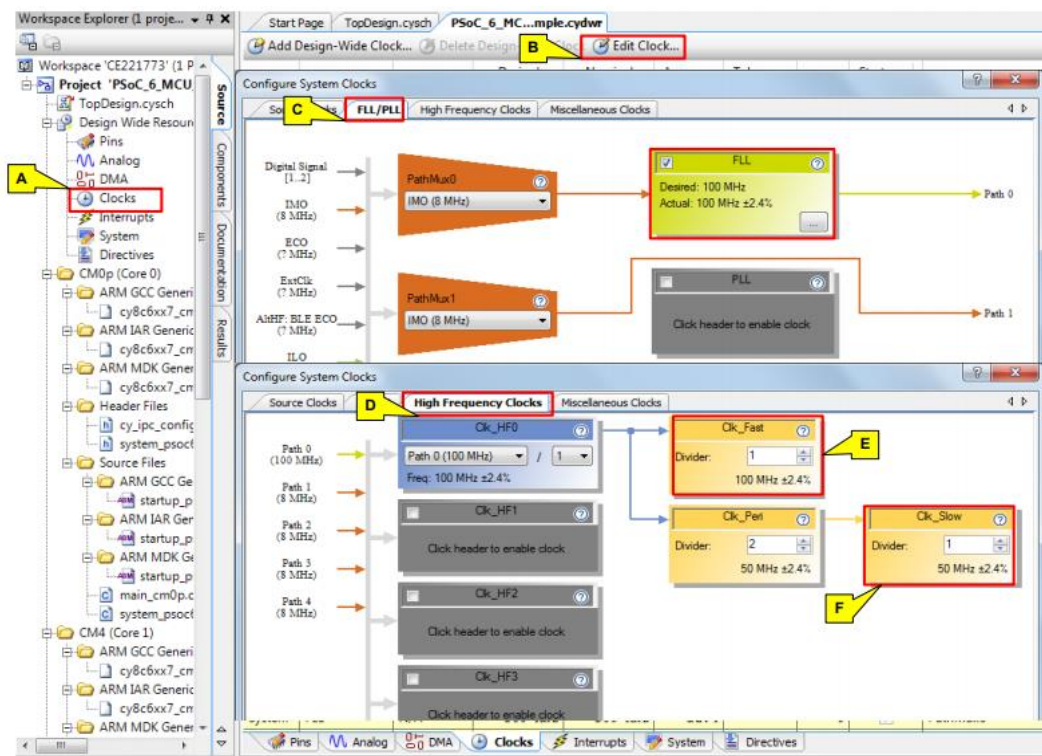 Workspace Explorer (1 proje...
Start Page
TopDesign.cysch
PSoC_6_MC...mple.cydwr
Add Design-Wide Clock...
Delete Design-
B
Edit Clock...
Workspace 'CE221773' (1 P
Project 'PSoC_6_MCU_
TopDesign.cysch
Design Wide Resour
Pins
Analog
A
DMA
Clocks
Interrupts
System
Directives
CM0p (Core 0)
ARM GCC Generi
cy8c6xx7_cm
ARM IAR Generic
cy8c6xx7_cm
ARM MDK Gener
cy8c6xx7_cm
Header Files
cy_ipc_config
system_psoc6
Source Files
ARM GCC Ge
startup_p
ARM IAR Ger
startup_p
ARM MDK Ge
startup_p
main_cm0p.c
system_psoc6
CM4 (Core 1)
ARM GCC Generi
cy8c6xx7_cm
ARM IAR Generic
cy8c6xx7_cm
ARM MDK Gener
Source
Components
Documentation
Results
Configure System Clocks
C
FLL/PLL
High Frequency Clocks
Miscellaneous Clocks
Digital Signal
[1..2]
IMO
(8 MHz)
ECO
(? MHz)
ExtClk
(? MHz)
AltHF: BLE ECO
(? MHz)
ILO
PathMux0
IMO (8 MHz)
FLL
Desired: 100 MHz
Actual: 100 MHz ±2.4%
...
Path 0
PathMux1
IMO (8 MHz)
PLL
Click header to enable clock
Path 1
Configure System Clocks
Source Clocks
D
High Frequency Clocks
Miscellaneous Clocks
Path 0
(100 MHz)
Path 1
(8 MHz)
Path 2
(8 MHz)
Path 3
(8 MHz)
Path 4
(8 MHz)
Clk_HF0
Path 0 (100 MHz) / 1
Freq: 100 MHz ±2.4%
Clk_HF1
Click header to enable clock
Clk_HF2
Click header to enable clock
Clk_HF3
Click header to enable clock
Clk_Fast
Divider: 1
100 MHz ±2.4%
E
Clk_Peri
Divider: 2
50 MHz ±2.4%
Clk_Slow
Divider: 1
50 MHz ±2.4%
F
Pins
Analog
DMA
Clocks
Interrupts
System
Directives